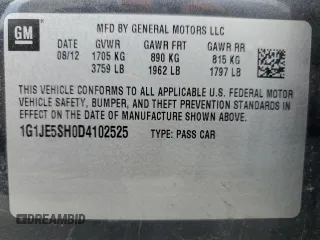 GM
MFD BY GENERAL MOTORS LLC
DATE GVWR GAWR FRT GAWR RR
08/12 1705 KG 890 KG 815 KG
3759 LB 1962 LB 1797 LB
THIS VEHICLE CONFORMS TO ALL APPLICABLE U.S. FEDERAL MOTOR
VEHICLE SAFETY, BUMPER, AND THEFT PREVENTION STANDARDS IN
EFFECT ON THE DATE OF MANUFACTURE SHOWN ABOVE
1G1JE5SH0D4102525 TYPE: PASS CAR
AMBID